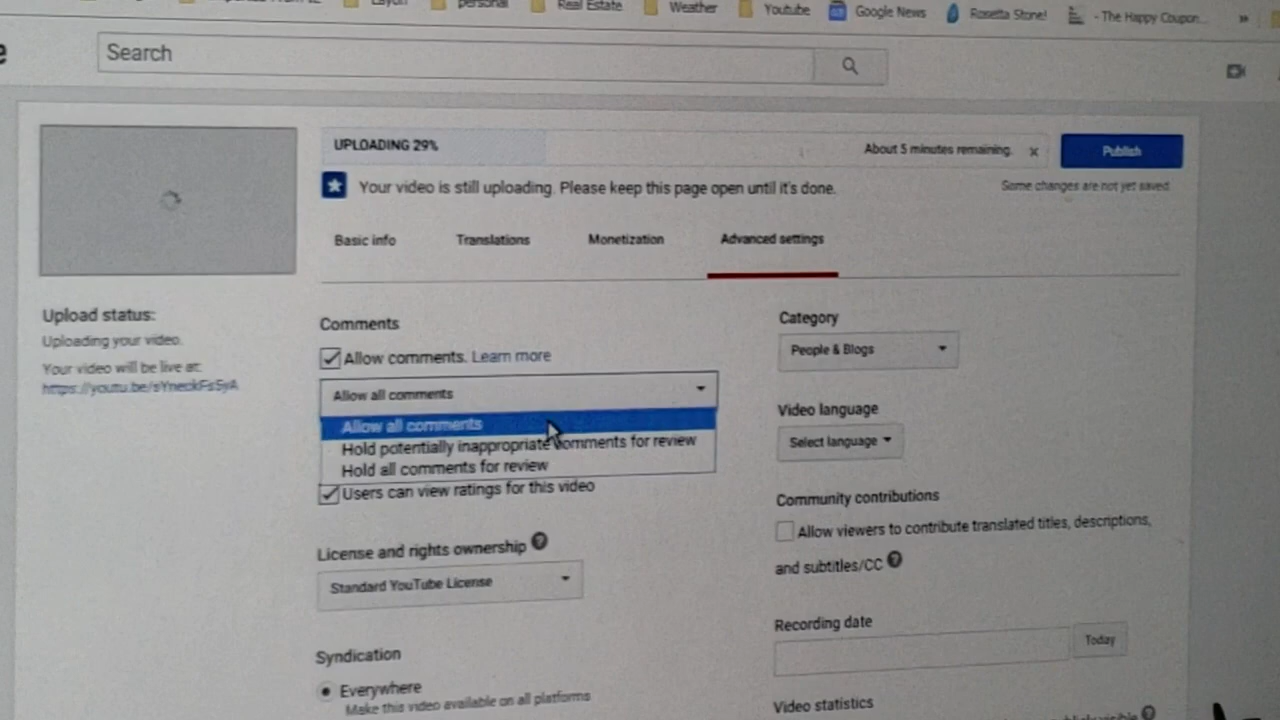 personal Real Estate Weather Youtube Google News Rosetta Stone! - The Happy Coupon... »
e
Search
UPLOADING 29%
About 5 minutes remaining. x
Publish
Your video is still uploading. Please keep this page open until it's done.
Some changes are not yet saved.
Basic info Translations Monetization Advanced settings
Upload status:
Uploading your video.
Your video will be live at:
Comments
Allow comments. Learn more
Allow all comments
Allow all comments
Hold potentially inappropriate comments for review
Hold all comments for review
Users can view ratings for this video
License and rights ownership ?
Standard YouTube License
Syndication
Everywhere
Make this video available on all platforms
Category
People & Blogs
Video language
Select language
Community contributions
Allow viewers to contribute translated titles, descriptions,
and subtitles/CC ?
Recording date
Today
Video statistics